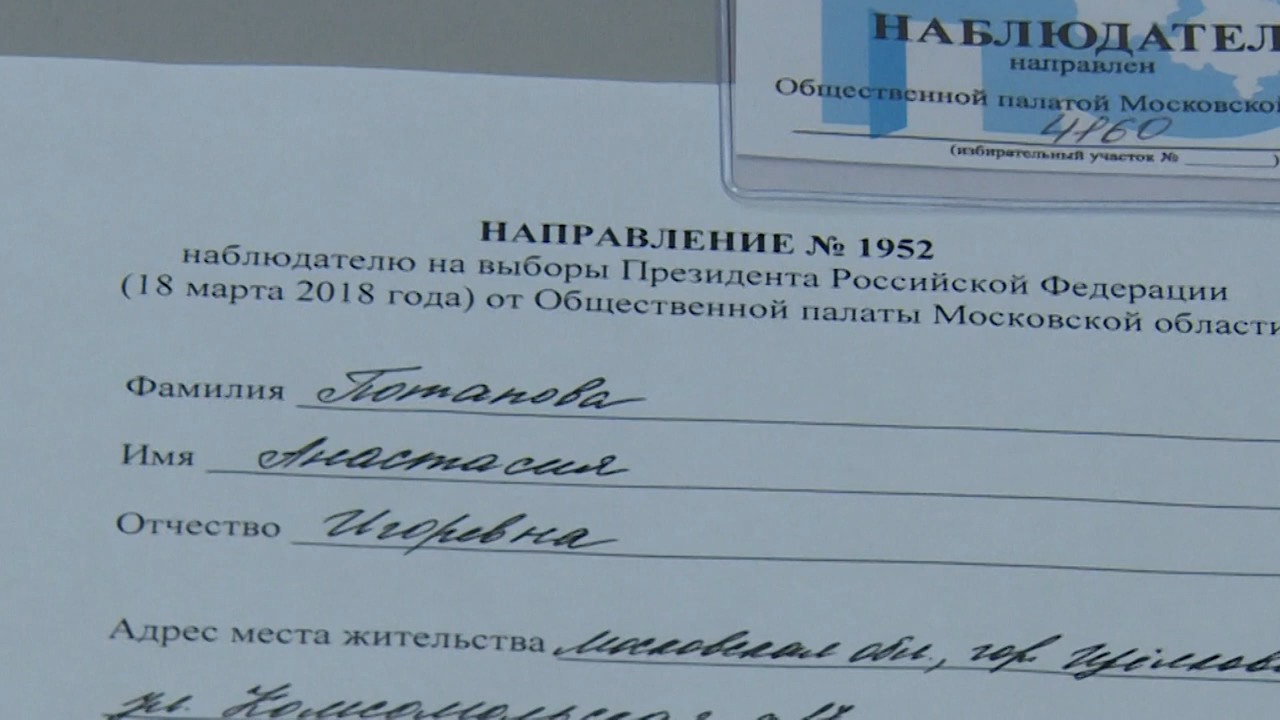 НАБЛЮДАТЕЛ
направлен
Общественной палатой Московской
(избирательный участок № )
НАПРАВЛЕНИЕ № 1952
наблюдателю на выборы Президента Российской Федерации
(18 марта 2018 года) от Общественной палаты Московской области
Фамилия Потапова
Имя Анастасия
Отчество Игоревна
Адрес места жительства Московская обл., гор. Щёлково
ул. Комсомольская